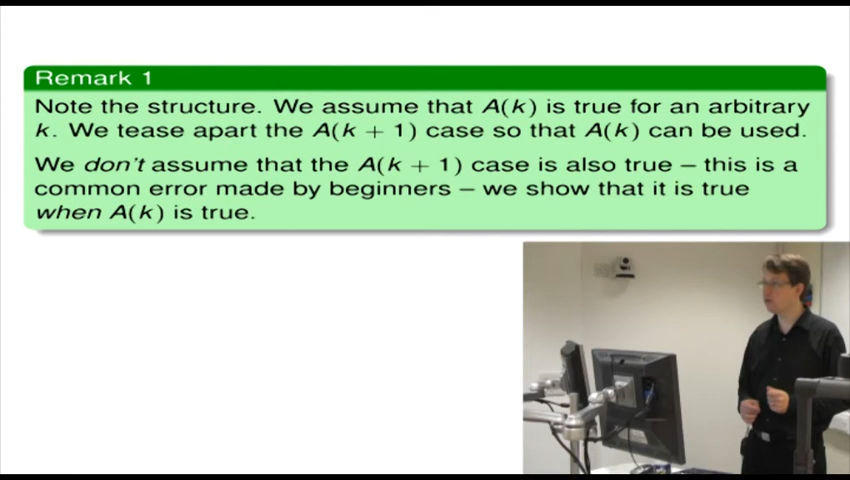 Remark 1
Note the structure. We assume that A(k) is true for an arbitrary
k. We tease apart the A(k + 1) case so that A(k) can be used.
We don't assume that the A(k + 1) case is also true – this is a
common error made by beginners – we show that it is true
when A(k) is true.